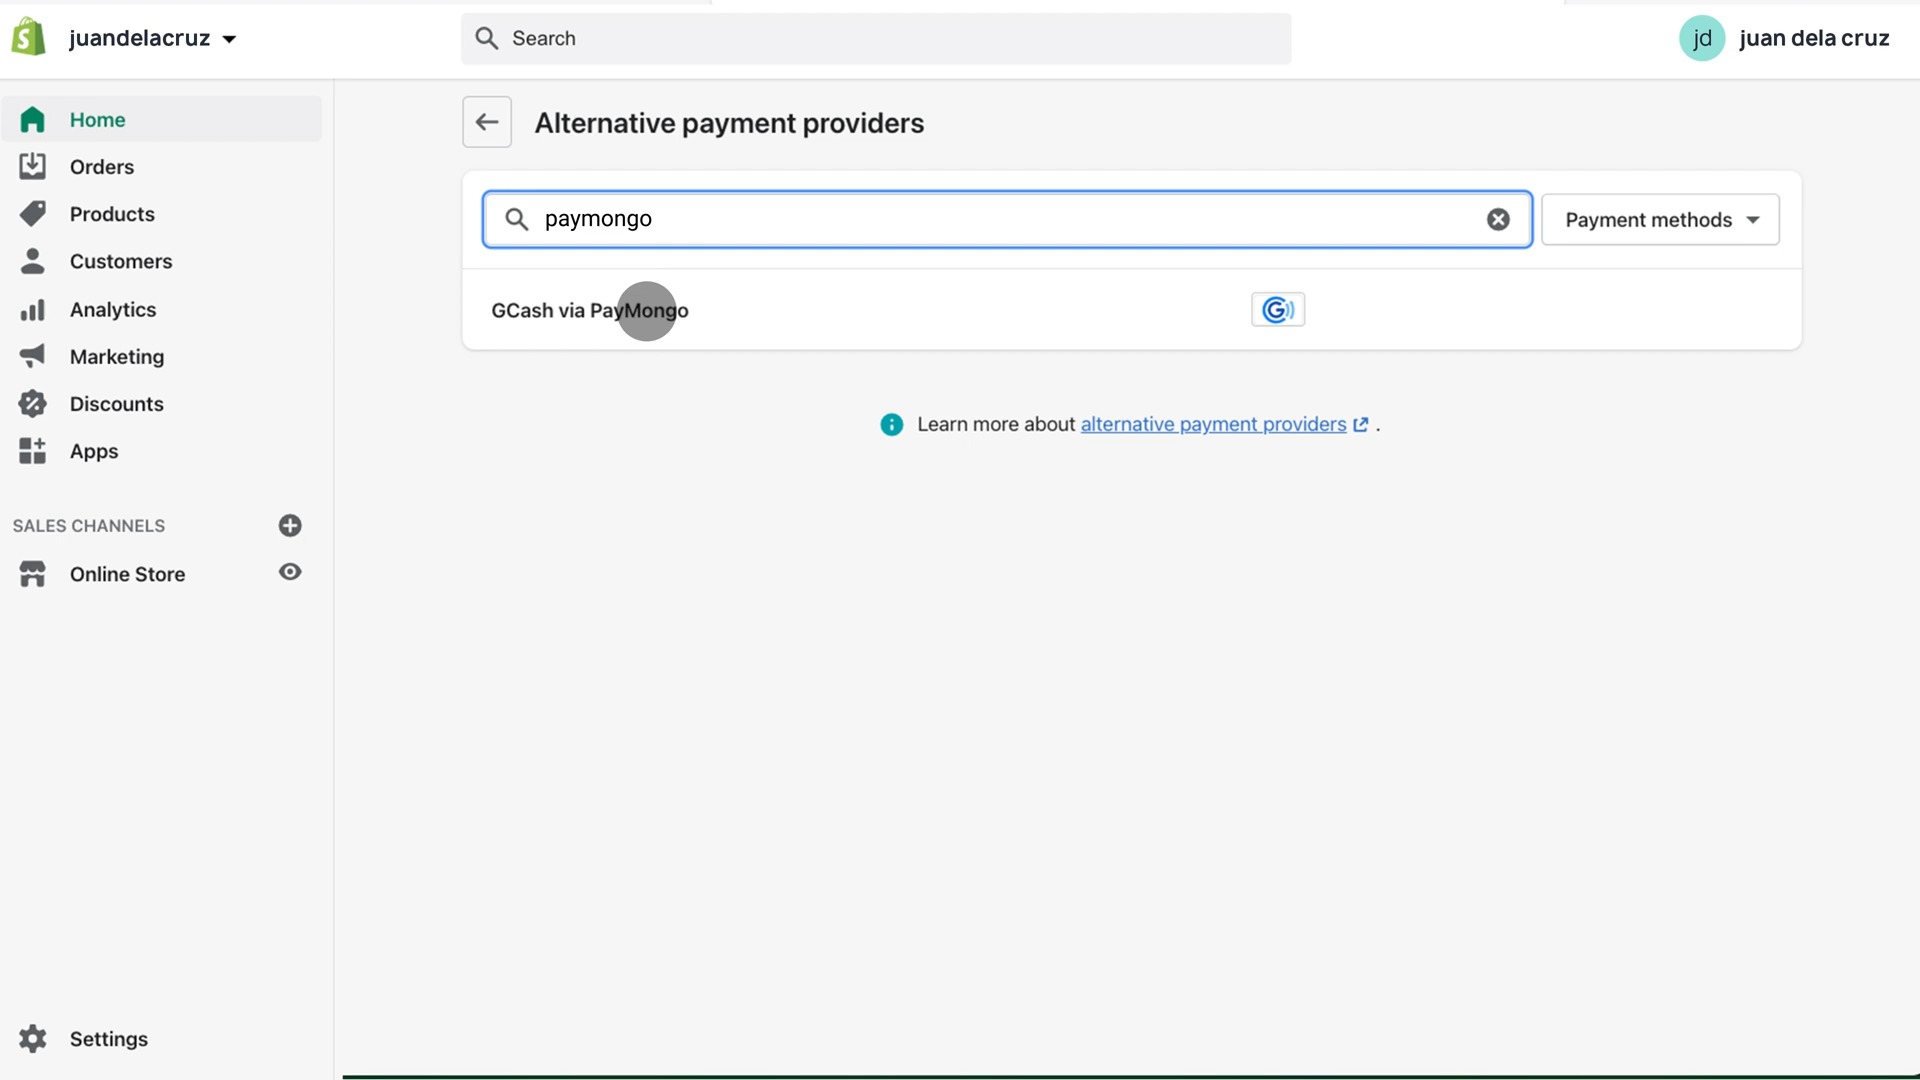 juandelacruz
Search
jd
juan dela cruz
Home
Orders
Products
Customers
Analytics
Marketing
Discounts
Apps
SALES CHANNELS
Online Store
Settings
Alternative payment providers
paymongo
Payment methods
GCash via PayMongo
Learn more about alternative payment providers .